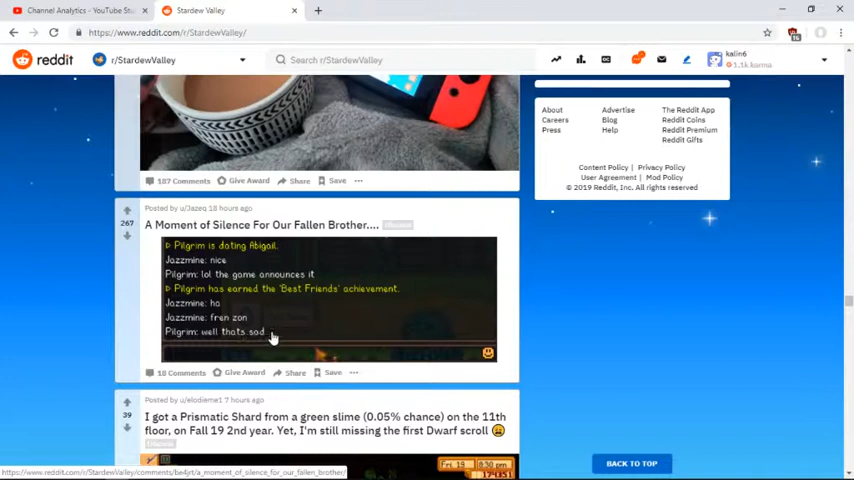 Channel Analytics - YouTube Stu
Stardew Valley
https://www.reddit.com/r/StardewValley/
reddit
r/StardewValley
Search r/StardewValley
kalin6
1.1k karma
187 Comments Give Award Share Save
About Advertise The Reddit App
Careers Blog Reddit Coins
Press Help Reddit Premium
Reddit Gifts
Content Policy | Privacy Policy |
User Agreement | Mod Policy
© 2019 Reddit, Inc. All rights reserved
Posted by u/Jazeq 18 hours ago
267
A Moment of Silence For Our Fallen Brother....
Pilgrim is dating Abigail.
Jazzmine: nice
Pilgrim: lol the game announces it
Pilgrim has earned the 'Best Friends' achievement.
Jazzmine: ha
Jazzmine: fren zon
Pilgrim: well thats sad
18 Comments Give Award Share Save
Posted by u/elodieme1 7 hours ago
39
I got a Prismatic Shard from a green slime (0.05% chance) on the 11th
floor, on Fall 19 2nd year. Yet, I'm still missing the first Dwarf scroll
Fri. 19 8:30 pm
BACK TO TOP
https://www.reddit.com/r/StardewValley/comments/be4jrt/a_moment_of_silence_for_our_fallen_brother/